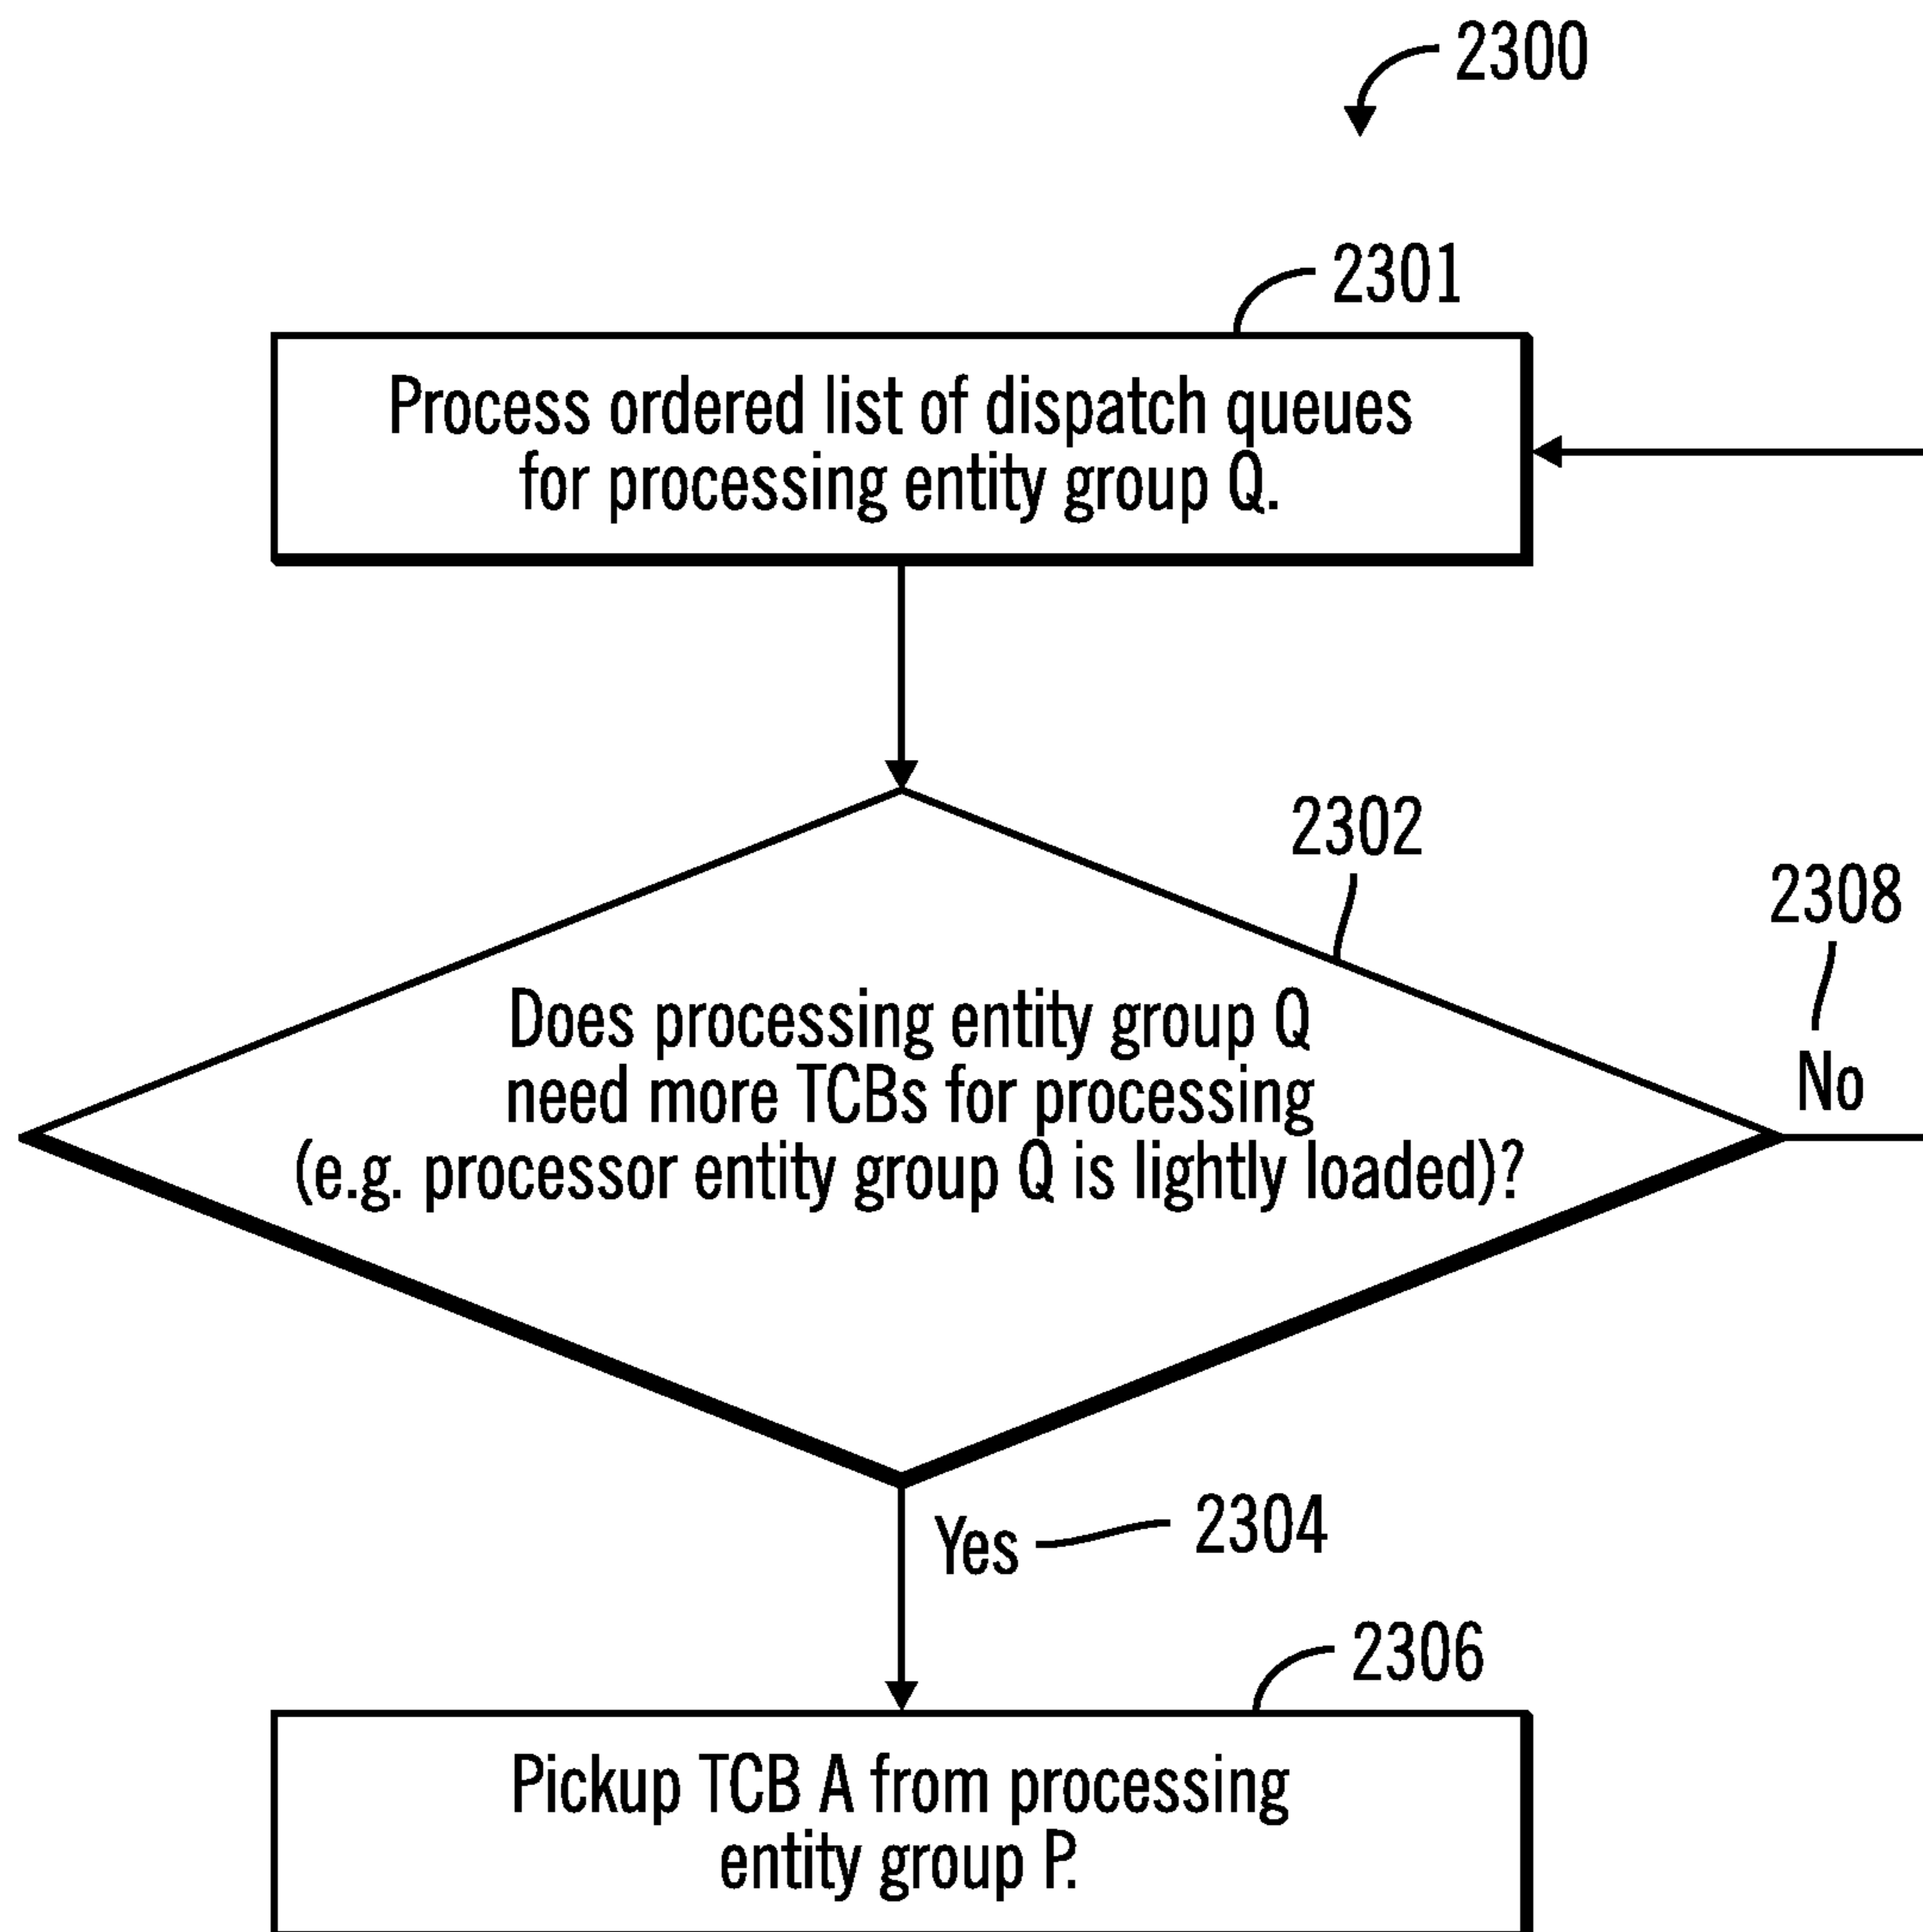 2300
2301
Process ordered list of dispatch queues
for processing entity group Q.
2302
2308
Does processing entity group Q
need more TCBs for processing
(e.g. processor entity group Q is lightly loaded)?
No
Yes
2304
2306
Pickup TCB A from processing
entity group P.